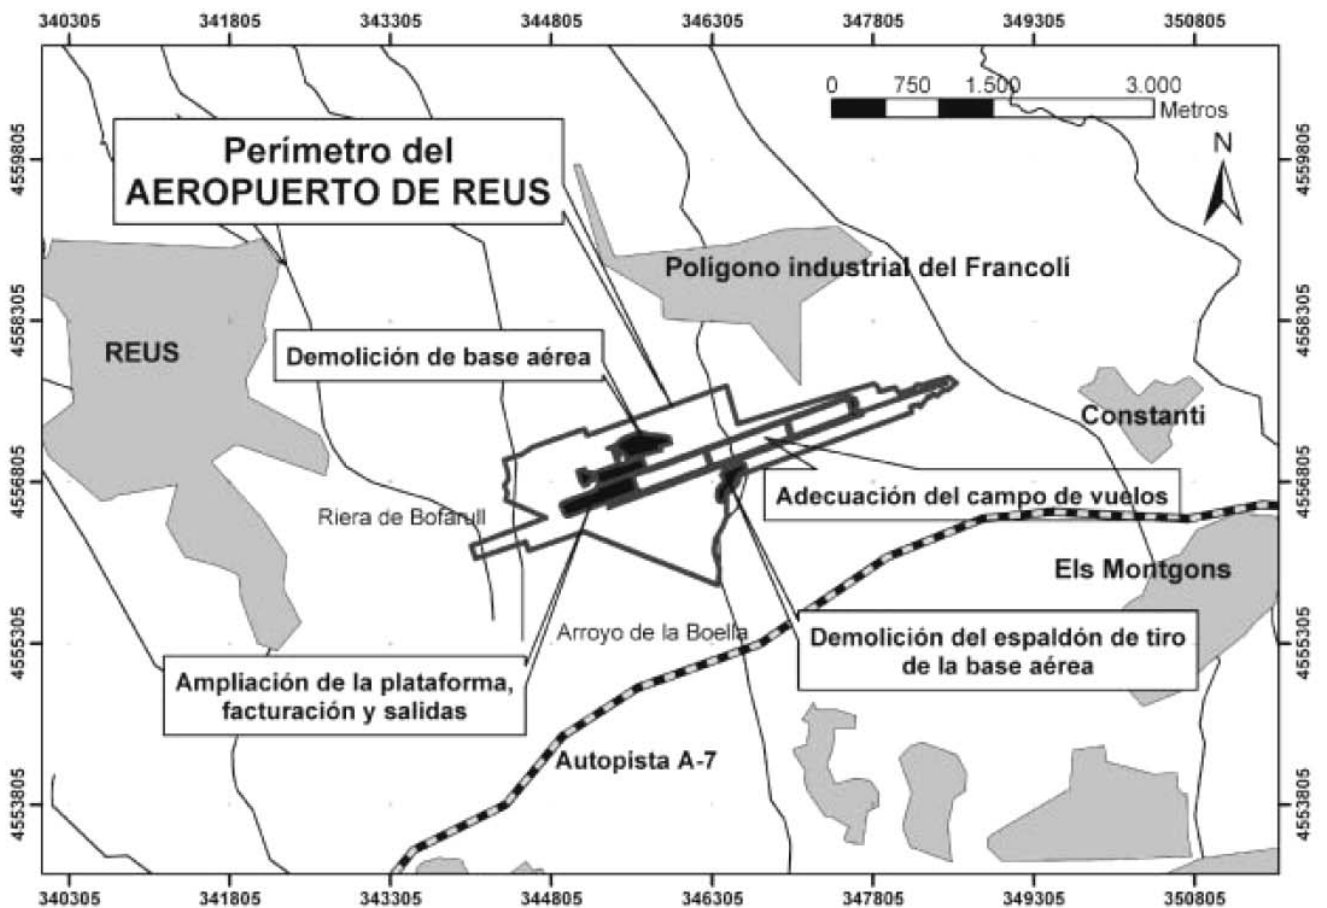 340305 341805 343305 344805 346305 347805 349305 350805
0 750 1.500 3.000
Metros
N
Perímetro del
AEROPUERTO DE REUS
4559805 4559805
Polígono industrial del Francolí
4558305 4558305
REUS
Demolición de base aérea
Constanti
4556805 4556805
Adecuación del campo de vuelos
Riera de Bofarull
Els Montgons
4555305 4555305
Arroyo de la Boella
Demolición del espaldón de tiro
de la base aérea
Ampliación de la plataforma,
facturación y salidas
Autopista A-7
4553805 4553805
340305 341805 343305 344805 346305 347805 349305 350805